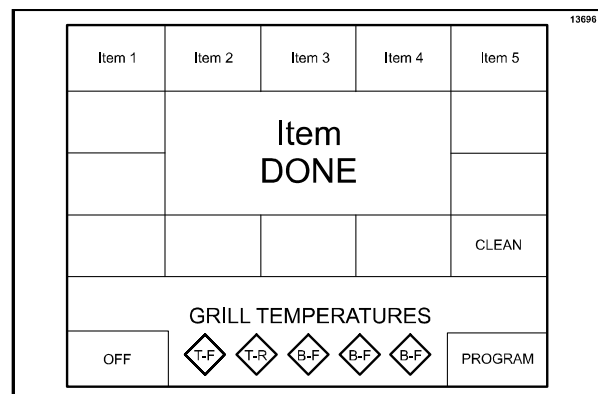 13696
Item 1 Item 2 Item 3 Item 4 Item 5
Item
DONE
CLEAN
GRILL TEMPERATURES
OFF T-F T-R B-F B-F B-F PROGRAM